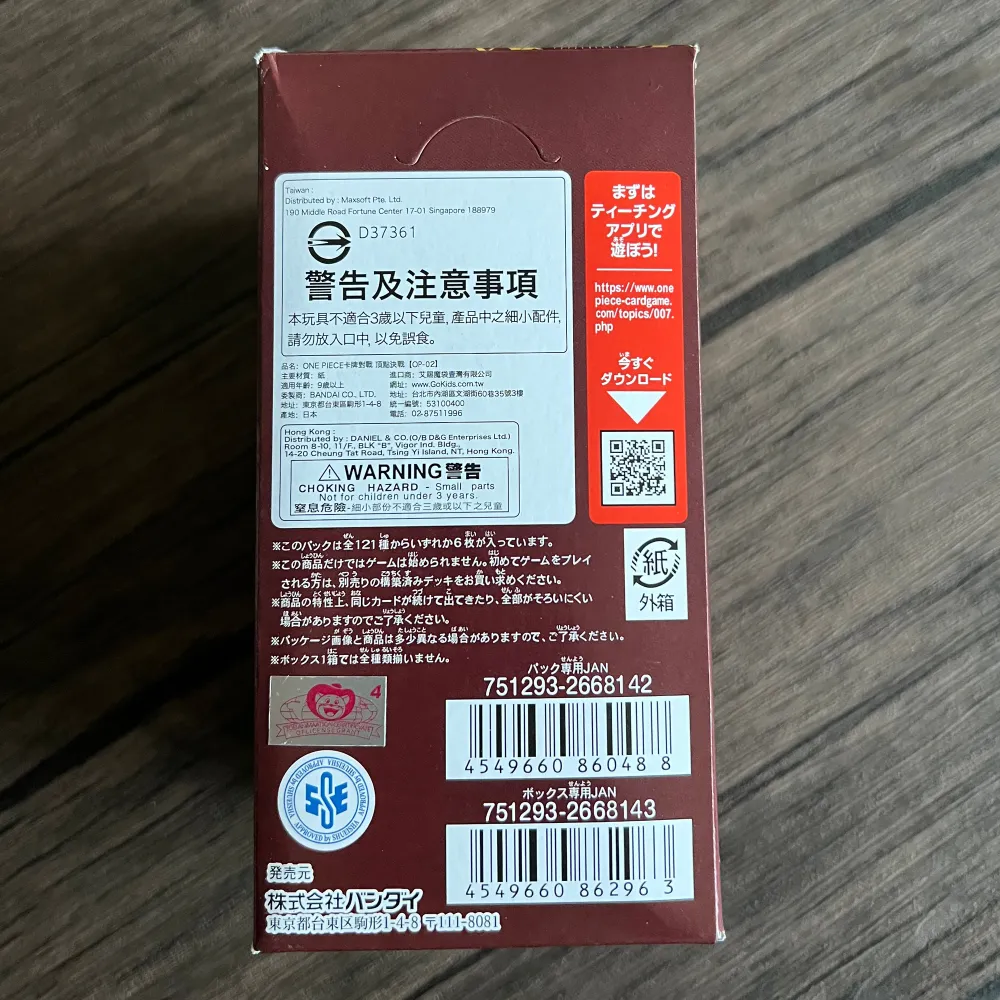 Taiwan :
Distributed by : Maxsoft Pte. Ltd.
190 Middle Road Fortune Center 17-01 Singapore 188979
D37361
警告及注意事項
本玩具不適合3歲以下兒童, 產品中之細小配件,
請勿放入口中, 以免誤食。
品名: ONE PIECE卡牌對戰 頂點決戰【OP-02】
主要材質: 紙 進口商: 艾賜魔袋臺灣有限公司
適用年齡: 9歲以上 網址: www.GoKids.com.tw
委製商: BANDAI CO., LTD. 台北市內湖區文湖街60巷35號3樓
地址: 東京都台東區駒形1-4-8 統一編號: 53100400
產地: 日本 電話: 02-87511996
Hong Kong :
Distributed by : DANIEL & CO.(O/B D&G Enterprises Ltd.)
Room 8-10, 11/F., BLK "B", Vigor Ind. Bldg.,
14-20 Cheung Tat Road, Tsing Yi Island, NT, Hong Kong.
WARNING 警告
CHOKING HAZARD - Small parts
Not for children under 3 years.
窒息危險-細小部份不適合三歲或以下之兒童
まずは
ティーチング
アプリで
遊ぼう!
https://www.one
piece-cardgame.
com/topics/007.
php
今すぐ
ダウンロード
紙
外箱
※このパックは全121種からいずれか6枚が入っています。
※この商品だけではゲームは始められません。初めてゲームをプレイ
される方は、別売りの構築済みデッキをお買い求めください。
※商品の特性上、同じカードが続けて出てきたり、全部がそろいにくい
場合がありますのでご了承ください。
※パッケージ画像と商品は多少異なる場合がありますので、ご了承ください。
※ボックス1箱では全種類揃いません。
パック専用JAN
751293-2668142
4549660 86048 8
ボックス専用JAN
751293-2668143
4549660 86296 3
4
APPROVED by SHUEISHA
発売元
株式会社バンダイ
東京都台東区駒形1-4-8 〒111-8081